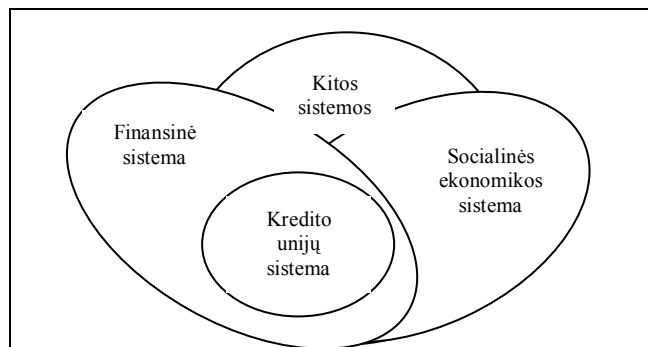 Kitos
sistemos
Finansinė
sistema
Socialinės
ekonomikos
sistema
Kredito
unijų
sistema